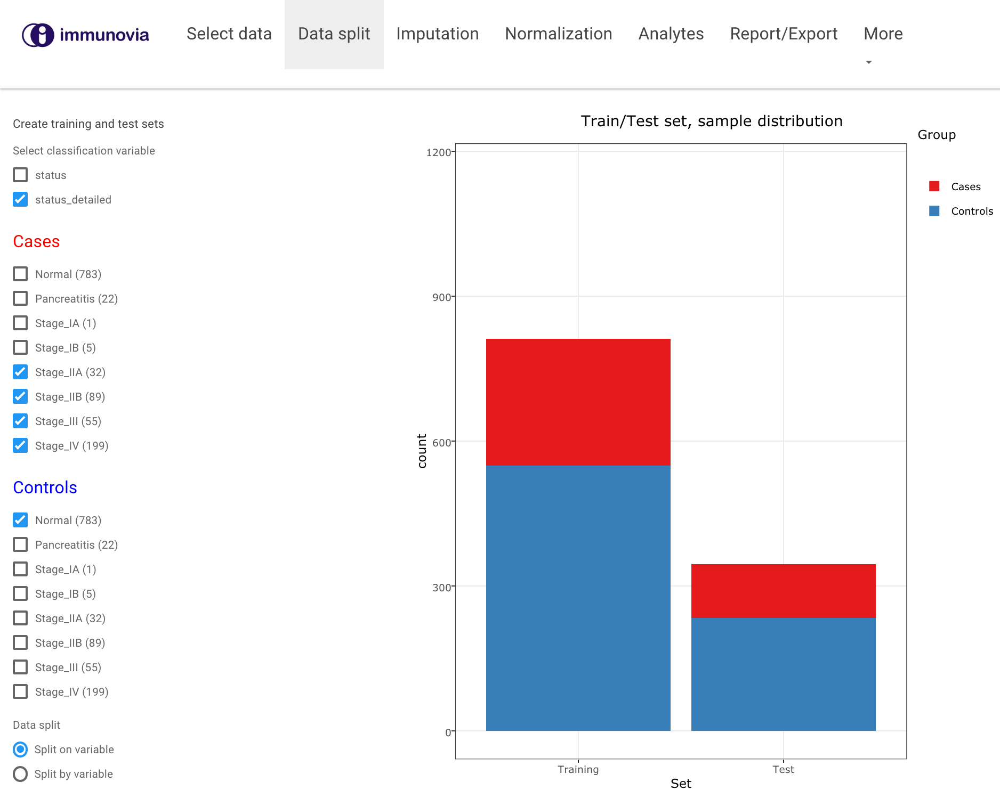 immunovia
Select data
Data split
Imputation
Normalization
Analytes
Report/Export
More
Create training and test sets
Select classification variable
status
status_detailed
Cases
Normal (783)
Pancreatitis (22)
Stage_IA (1)
Stage_IB (5)
Stage_IIA (32)
Stage_IIB (89)
Stage_III (55)
Stage_IV (199)
Controls
Normal (783)
Pancreatitis (22)
Stage_IA (1)
Stage_IB (5)
Stage_IIA (32)
Stage_IIB (89)
Stage_III (55)
Stage_IV (199)
Data split
Split on variable
Split by variable
Train/Test set, sample distribution
Group
Cases
Controls
1200
900
600
300
0
count
Training
Test
Set